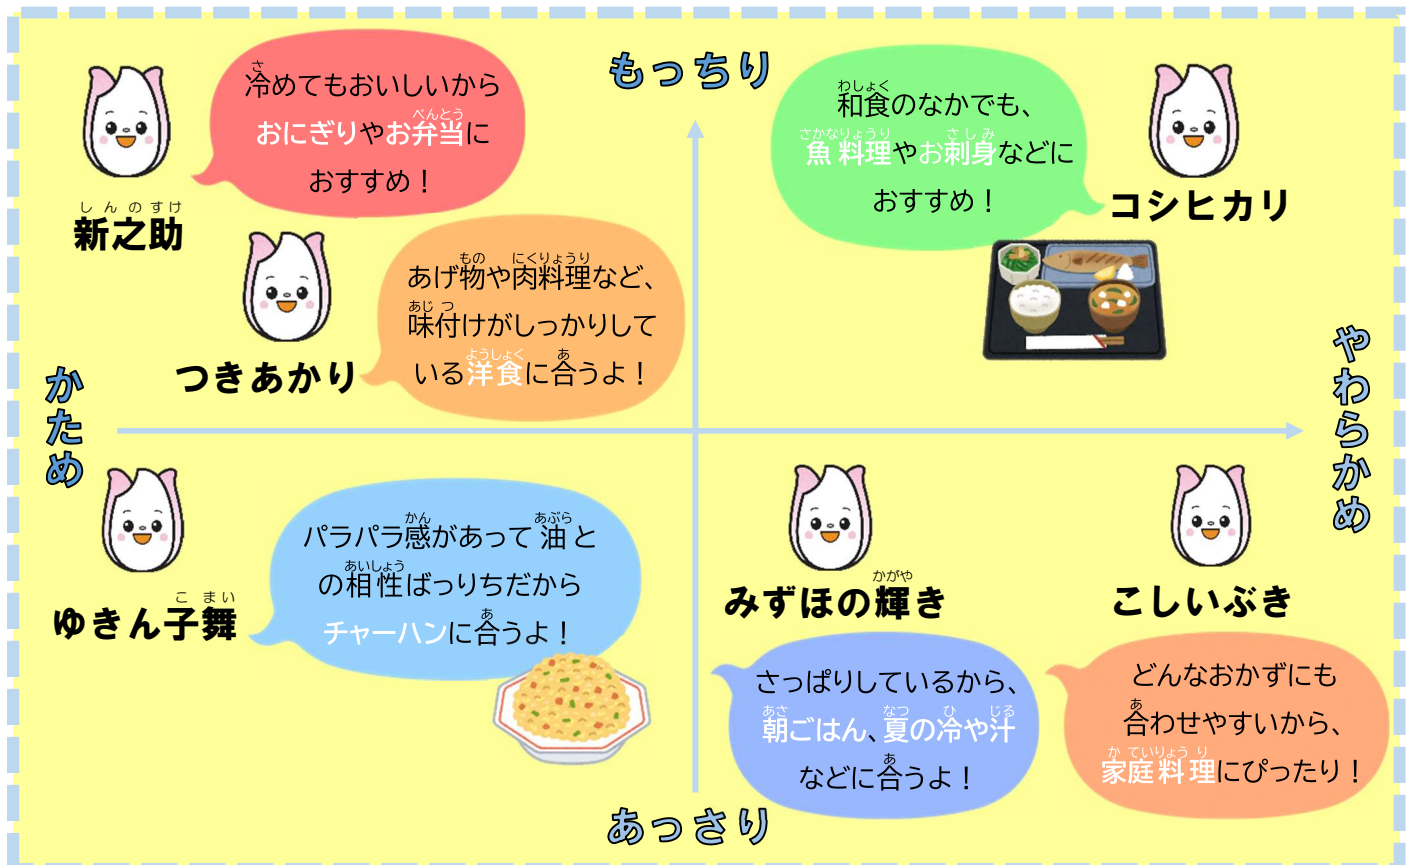 もっちり
冷めてもおいしいから
おにぎりやお弁当に
おすすめ！
新之助
あげ物や肉料理など、
味付けがしっかりして
いる洋食に合うよ！
つきあかり
和食のなかでも、
魚料理やお刺身などに
おすすめ！
コシヒカリ
かため
やわらかめ
パラパラ感があって油と
の相性ばっりちだから
チャーハンに合うよ！
ゆきん子舞
みずほの輝き
さっぱりしているから、
朝ごはん、夏の冷や汁
などに合うよ！
こしいぶき
どんなおかずにも
合わせやすいから、
家庭料理にぴったり！
あっさり